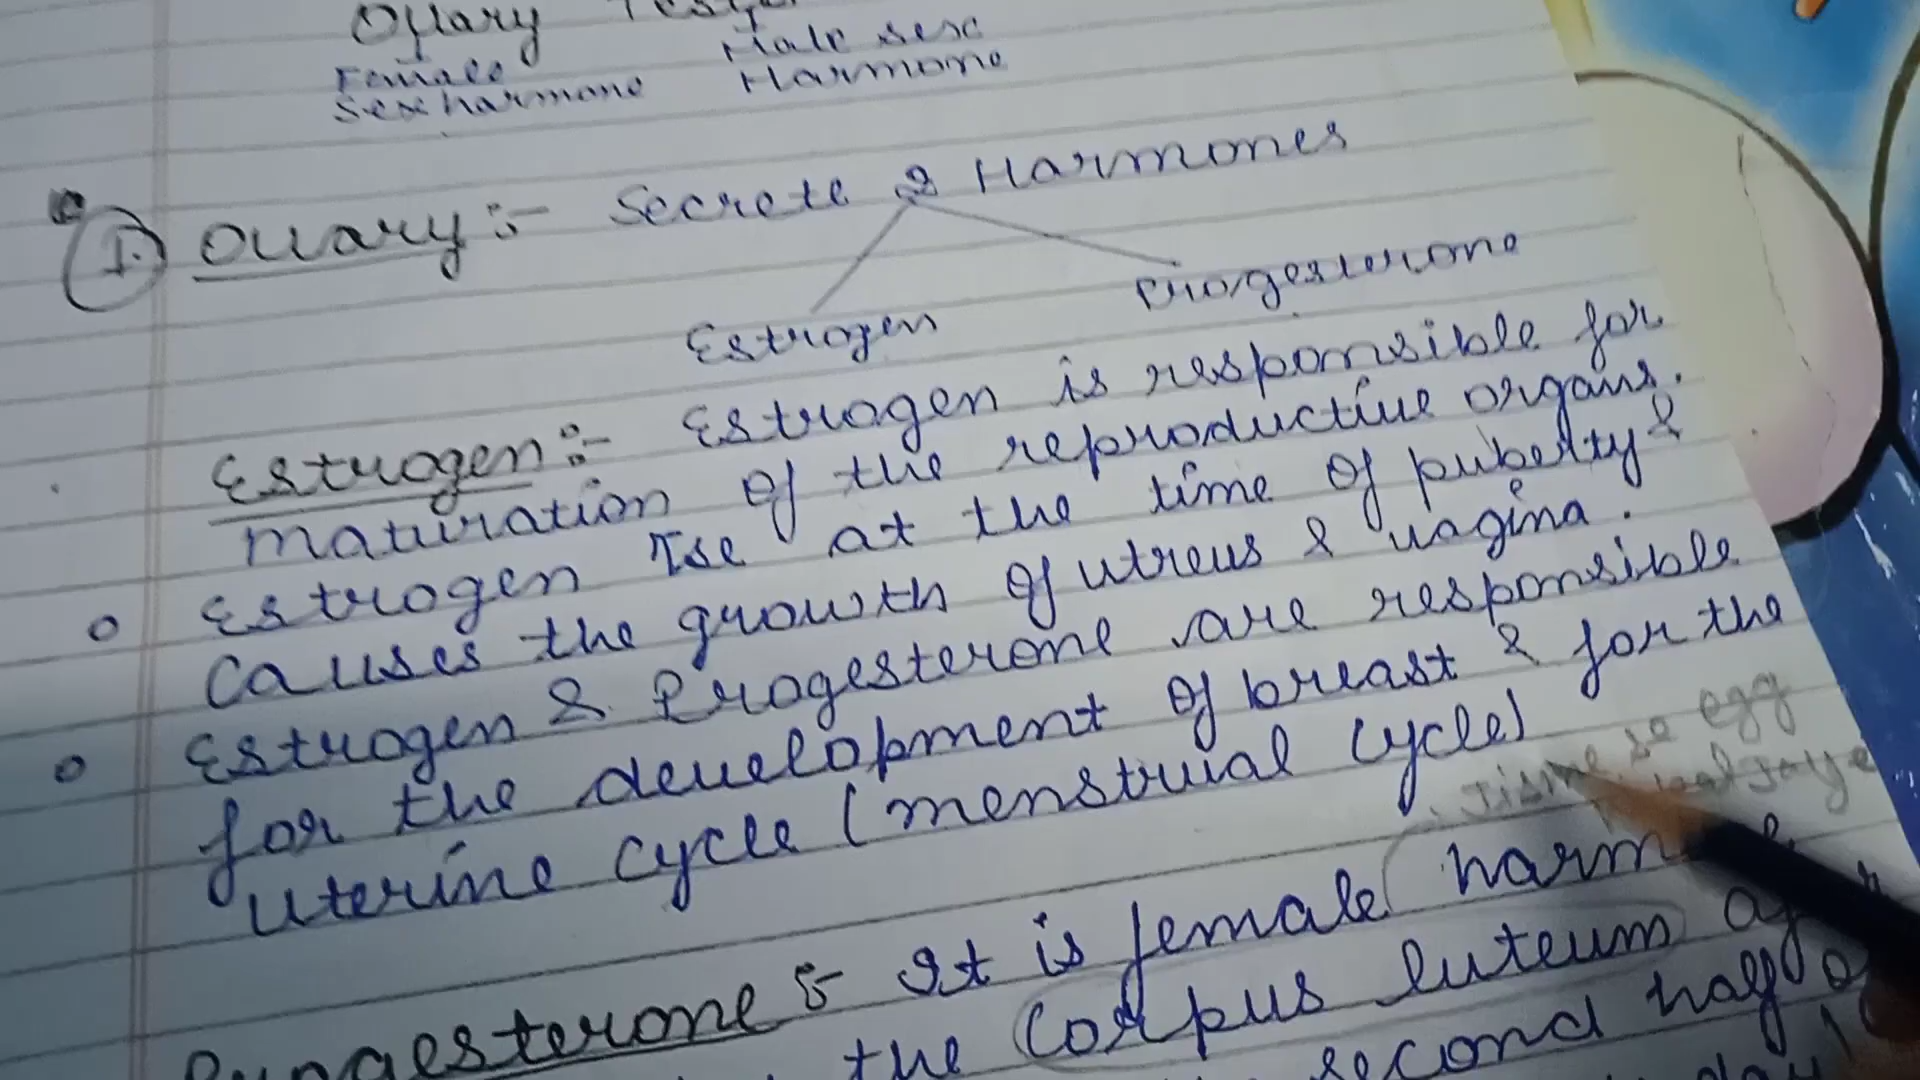 Ovary
Female
Sex harmone
Male sex
Harmone
I. Ovary :- Secrete 2 Harmones
Estrogen
Progesterone
Estrogen :- Estrogen is responsible for
maturation of the reproductive organs.
Estrogen at the time of puberty &
causes the growth of utreus & vagina.
Estrogen & Progesterone are responsible
for the development of breast & for the
uterine cycle (menstrual cycle)
se egg
Progesterone :- It is female harm
the Corpus luteum
second half